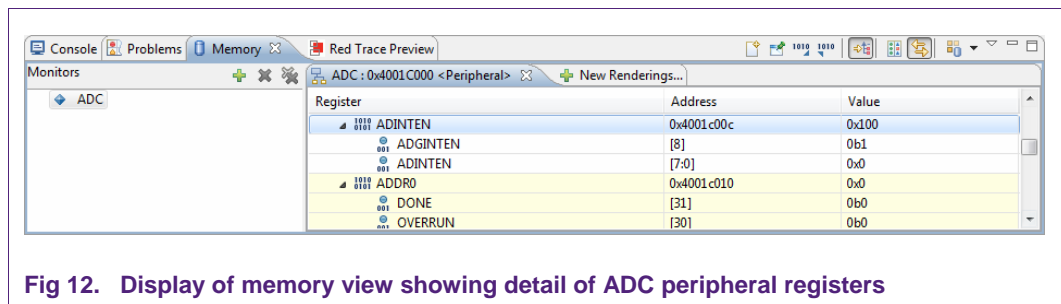 Console Problems Memory Red Trace Preview
Monitors ADC : 0x4001C000 <Peripheral> New Renderings...
ADC Register Address Value
ADINTEN 0x4001c00c 0x100
ADGINTEN [8] 0b1
ADINTEN [7:0] 0x0
ADDR0 0x4001c010 0x0
DONE [31] 0b0
OVERRUN [30] 0b0
Fig 12. Display of memory view showing detail of ADC peripheral registers